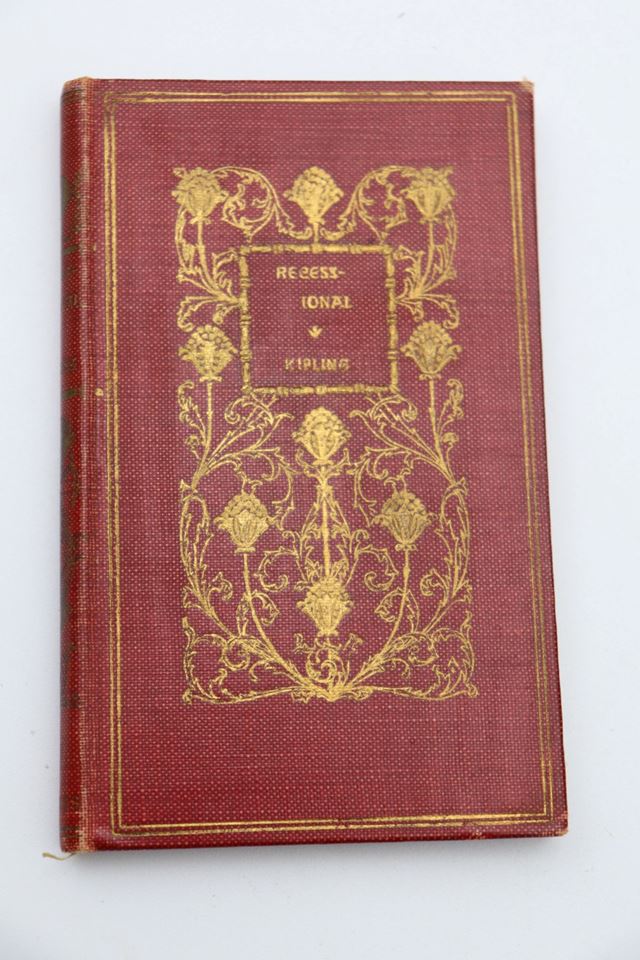 RECESS-
IONAL
KIPLING